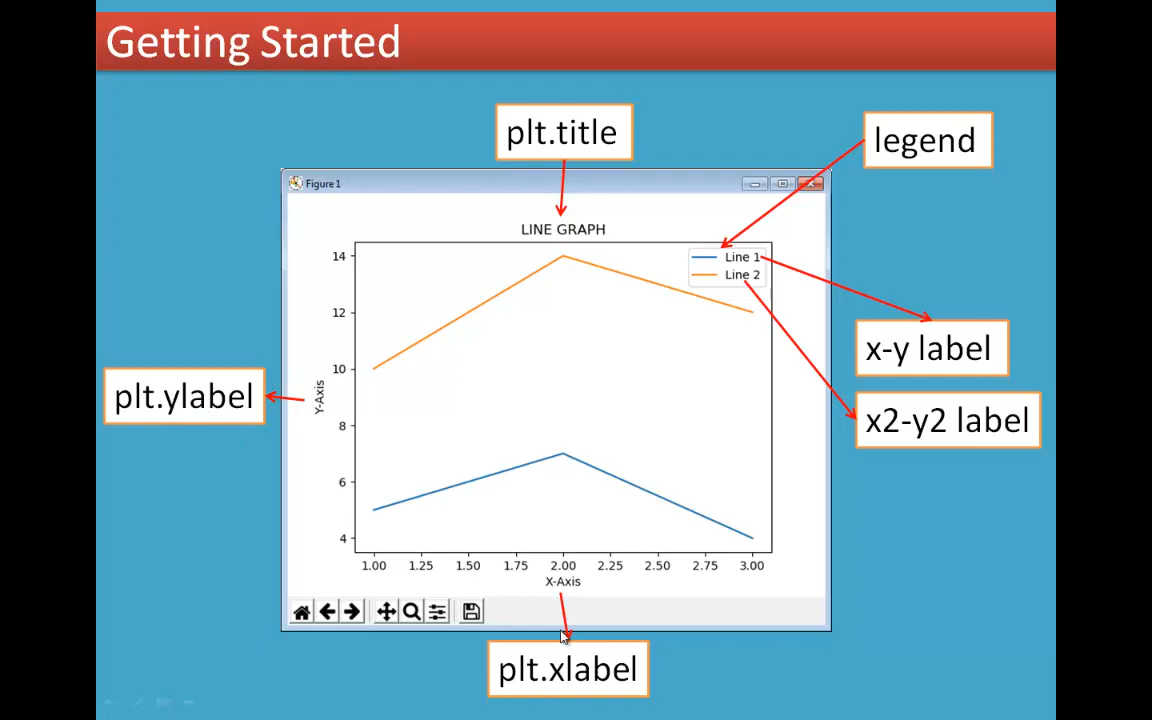 Getting Started
plt.title
legend
Figure 1
LINE GRAPH
Line 1
Line 2
14
12
10
8
6
4
Y-Axis
plt.ylabel
x-y label
x2-y2 label
1.00 1.25 1.50 1.75 2.00 2.25 2.50 2.75 3.00
X-Axis
plt.xlabel